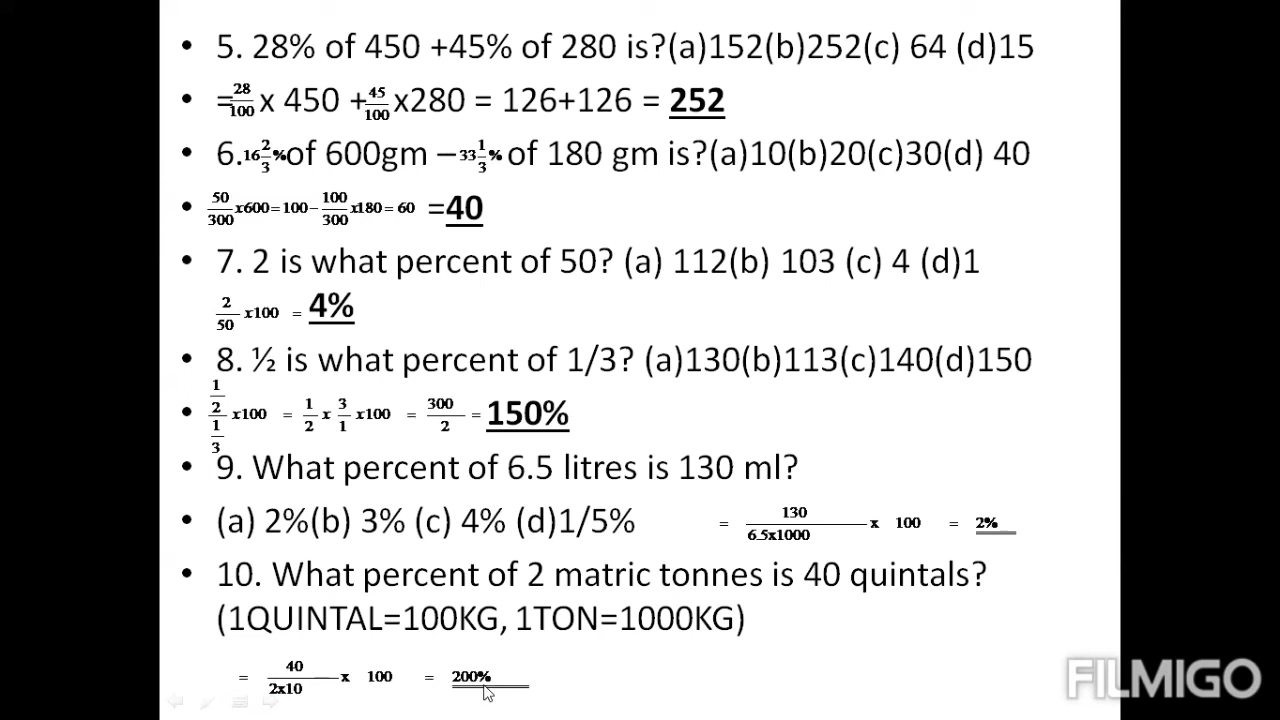 • 5. 28% of 450 +45% of 280 is?(a)152(b)252(c) 64 (d)15
• =28/100 x 450 +45/100 x280 = 126+126 = 252
• 6.16 2/3 %of 600gm –33 1/3 % of 180 gm is?(a)10(b)20(c)30(d) 40
• 50/300 x600=100– 100/300 x180= 60 =40
• 7. 2 is what percent of 50? (a) 112(b) 103 (c) 4 (d)1
2/50 x100 = 4%
• 8. ½ is what percent of 1/3? (a)130(b)113(c)140(d)150
• 1/2 / 1/3 x100 = 1/2 x 3/1 x100 = 300/2 = 150%
• 9. What percent of 6.5 litres is 130 ml?
• (a) 2%(b) 3% (c) 4% (d)1/5% = 130/6.5x1000 x 100 = 2%
• 10. What percent of 2 matric tonnes is 40 quintals?
(1QUINTAL=100KG, 1TON=1000KG)
= 40/2x10 x 100 = 200%
FILMIGO